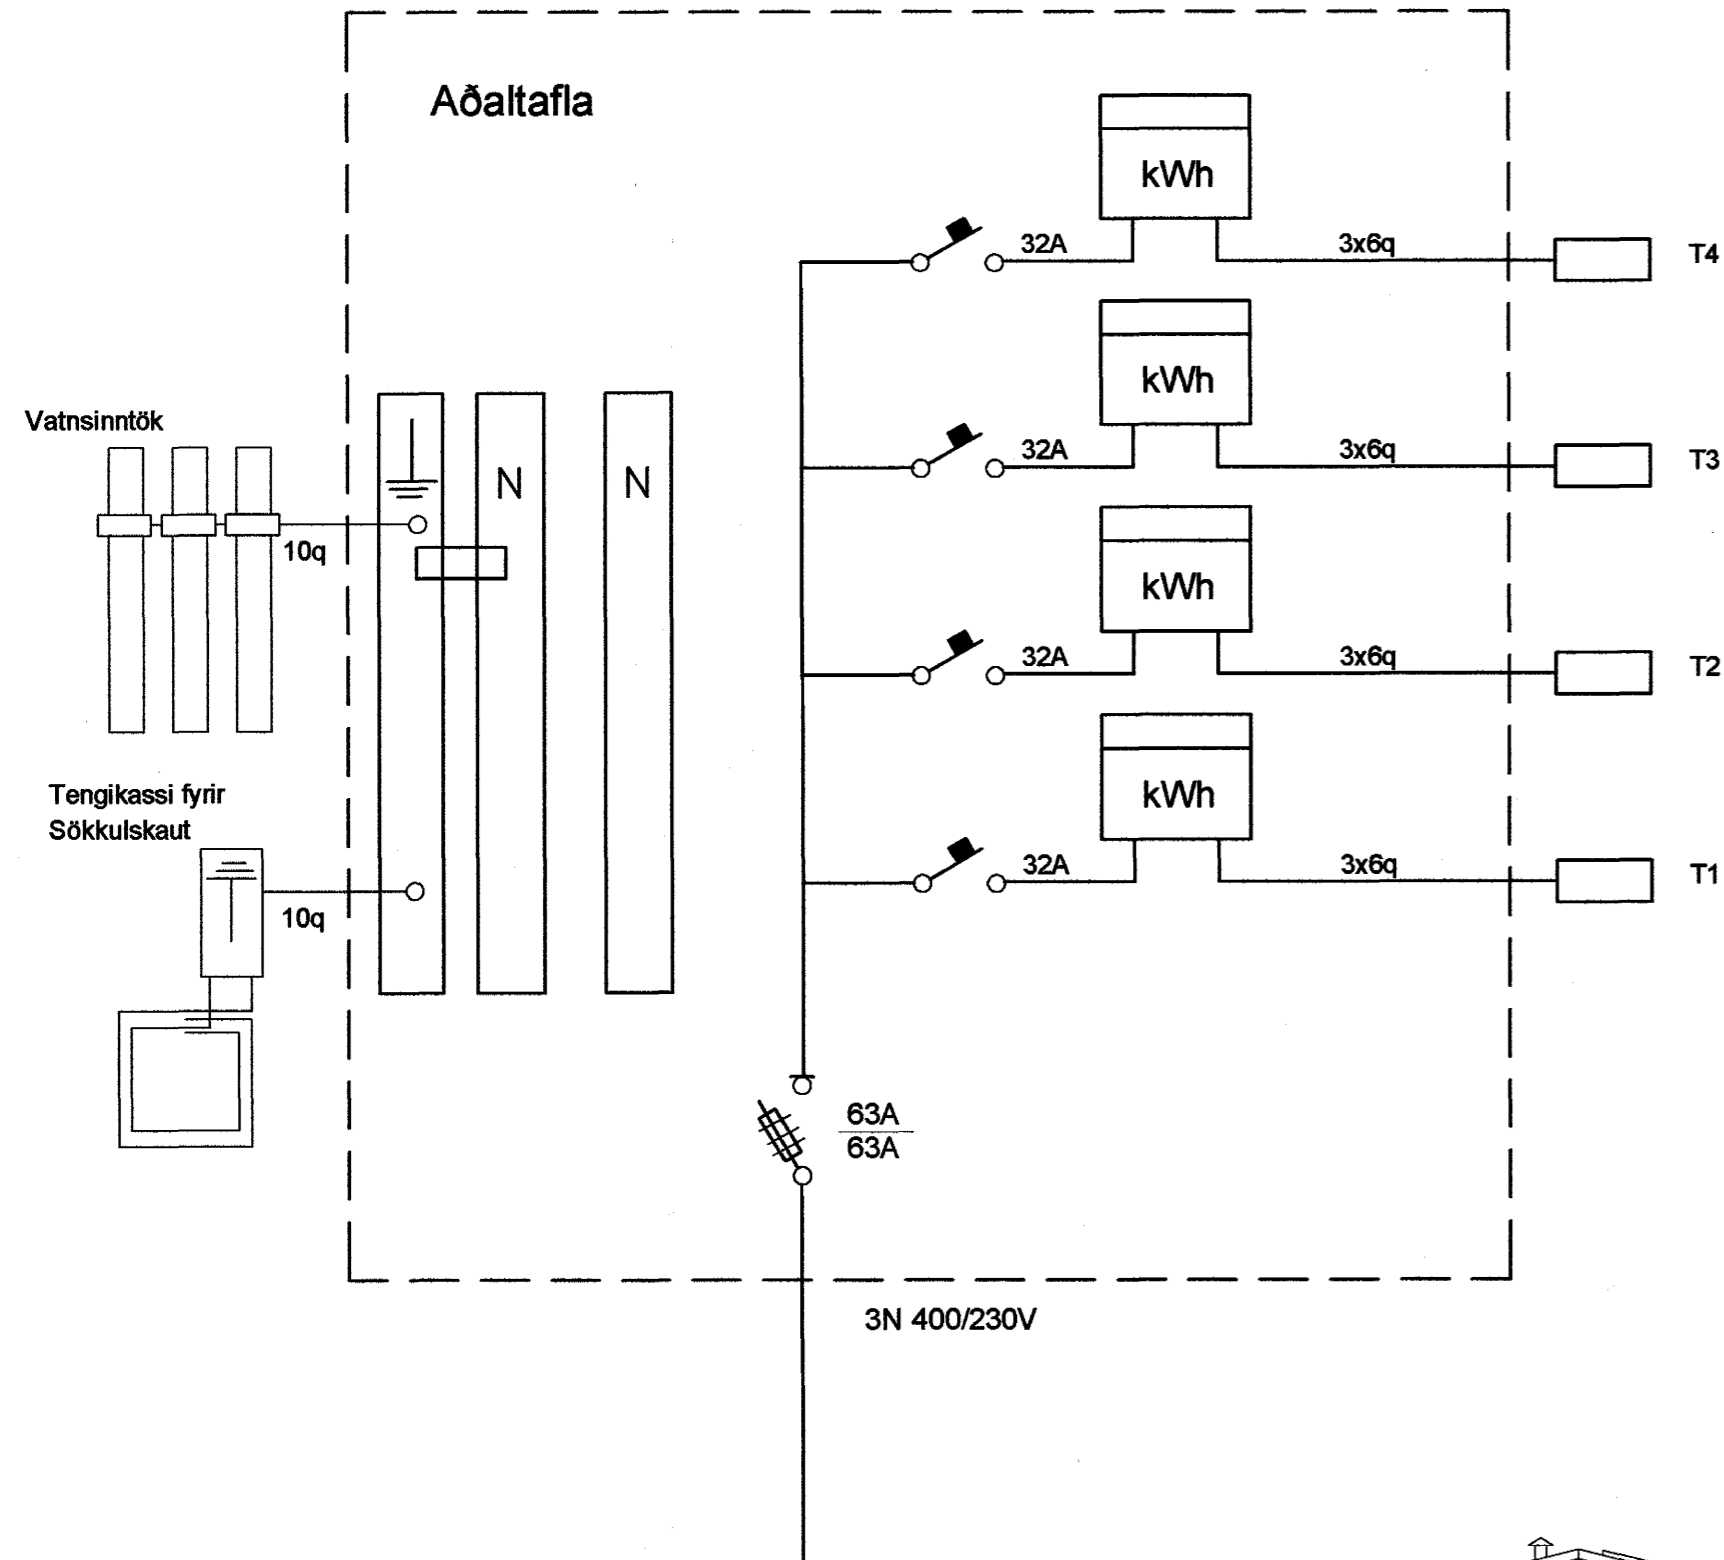 Aðaltafla
kWh
32A
3x6q
T4
kWh
32A
3x6q
T3
Vatnsinntök
N
N
10q
kWh
32A
3x6q
T2
Tengikassi fyrir
Sökkulskaut
10q
kWh
32A
3x6q
T1
63A
63A
3N 400/230V